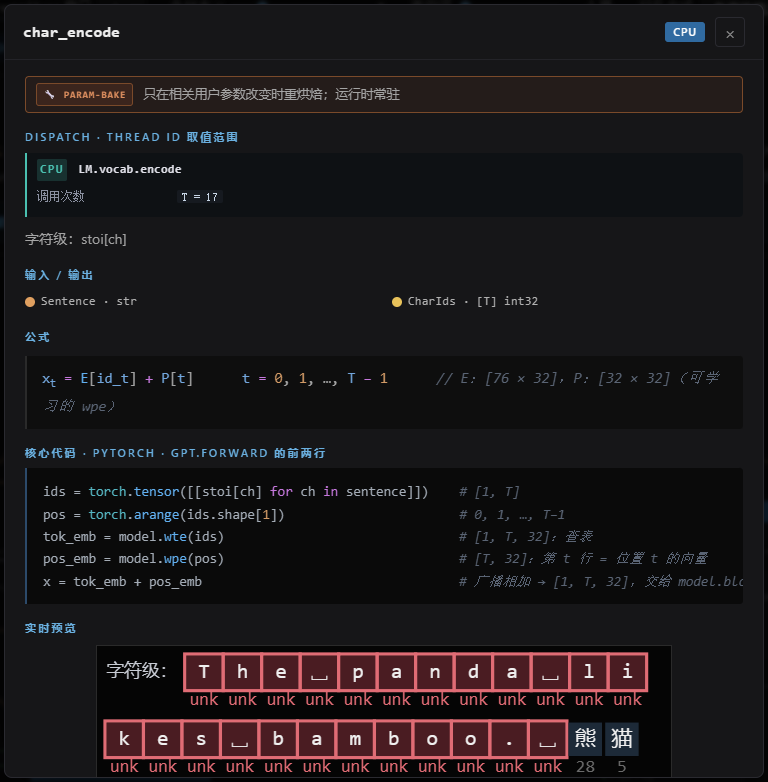 char_encode
CPU ×
PARAM-BAKE 只在相关用户参数改变时重烘焙；运行时常驻
DISPATCH · THREAD ID 取值范围
CPU LM.vocab.encode
调用次数 T = 17
字符级：stoi[ch]
输入 / 输出
Sentence · str CharIds · [T] int32
公式
x_t = E[id_t] + P[t] t = 0, 1, …, T − 1 // E: [76 × 32], P: [32 × 32]（可学
习的 wpe）
核心代码 · PYTORCH · GPT.FORWARD 的前两行
ids = torch.tensor([[stoi[ch] for ch in sentence]]) # [1, T]
pos = torch.arange(ids.shape[1]) # 0, 1, …, T−1
tok_emb = model.wte(ids) # [1, T, 32]：查表
pos_emb = model.wpe(pos) # [T, 32]：第 t 行 = 位置 t 的向量
x = tok_emb + pos_emb # 广播相加 → [1, T, 32]，交给 model.blo
实时预览
字符级： T h e ⎵ p a n d a ⎵ l i
unk unk unk unk unk unk unk unk unk unk unk unk
k e s ⎵ b a m b o o . ⎵ 熊 猫
unk unk unk unk unk unk unk unk unk unk unk unk 28 5